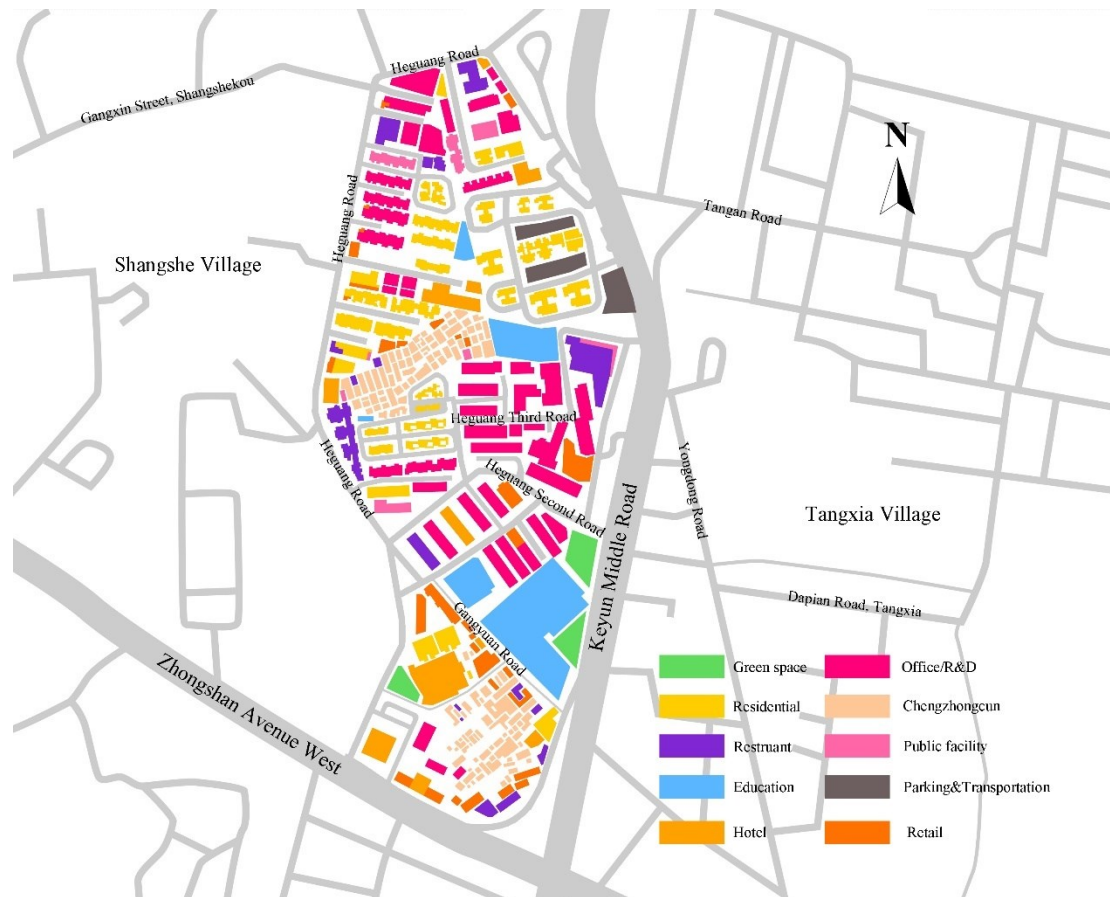 Heguang Road
Gangxin Street, Shangshekou
N
Heguang Road
Tangan Road
Shangshe Village
Heguang Third Road
Heguang Road
Heguang Second Road
Yongdong Road
Tangxia Village
Keyun Middle Road
Dapian Road, Tangxia
Gangyuan Road
Zhongshan Avenue West
Green space
Office/R&D
Residential
Chengzhongcun
Restruant
Public facility
Education
Parking&Transportation
Hotel
Retail